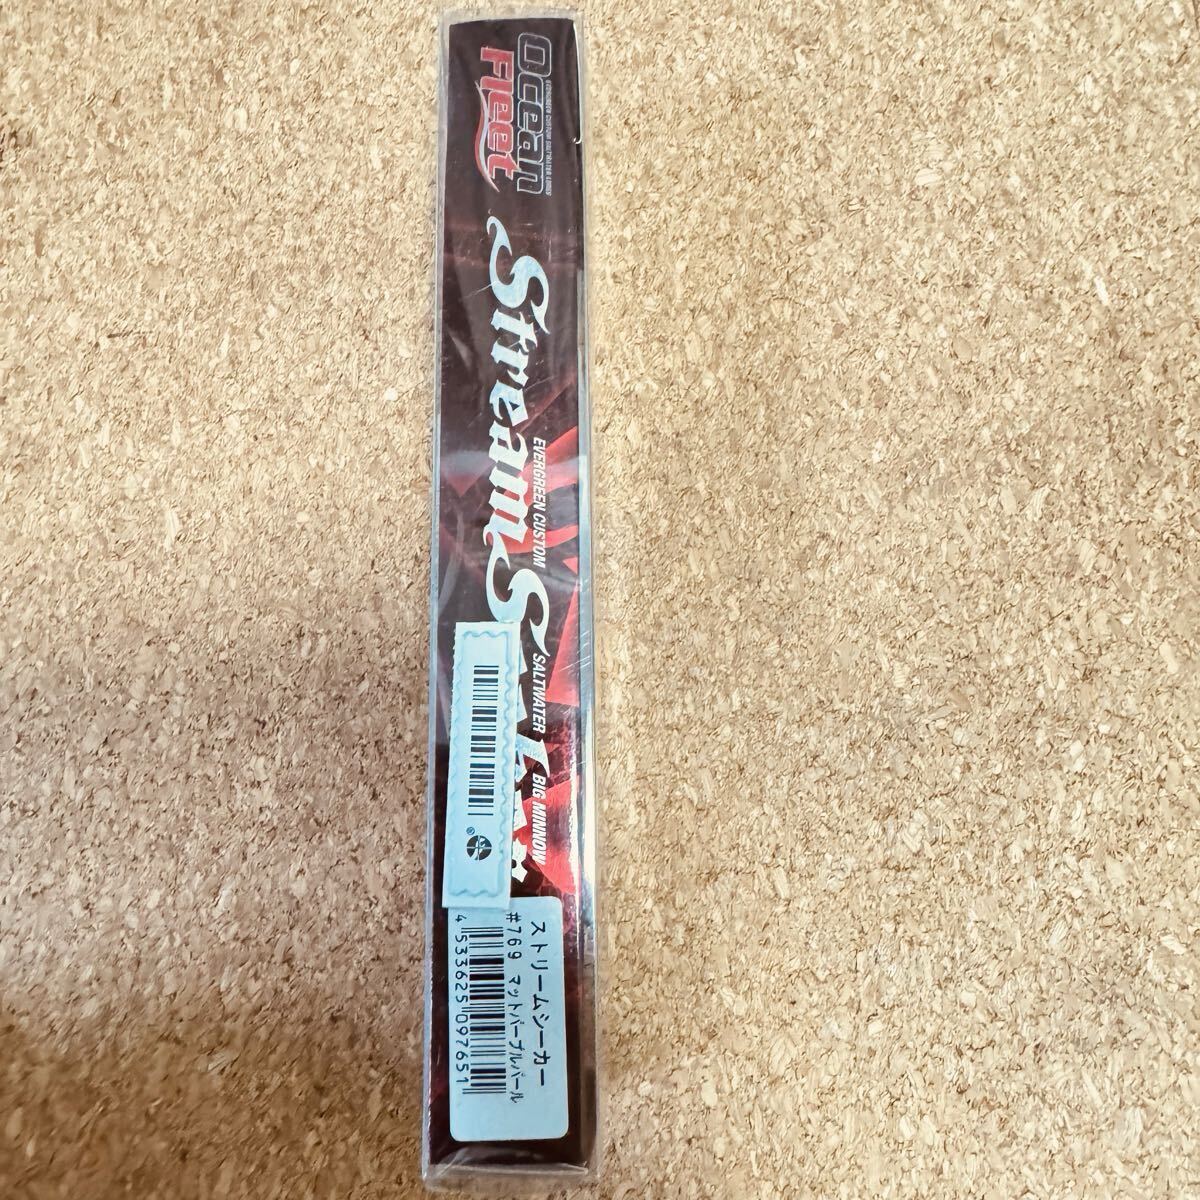 Ocean
Fleet
EVERGREEN CUSTOM SALTWATER LURES
Stream
EVERGREEN CUSTOM SALTWATER BIG MINNOW
ストリームシーカー
#769 マットパープルパール
4 533625 097651